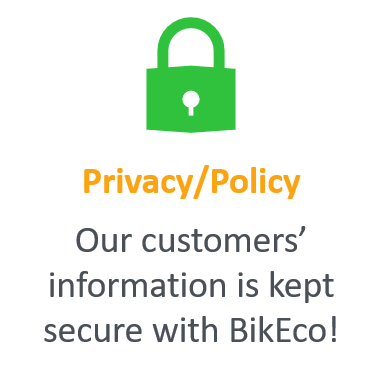 Privacy/Policy
Our customers’
information is kept
secure with BikEco!